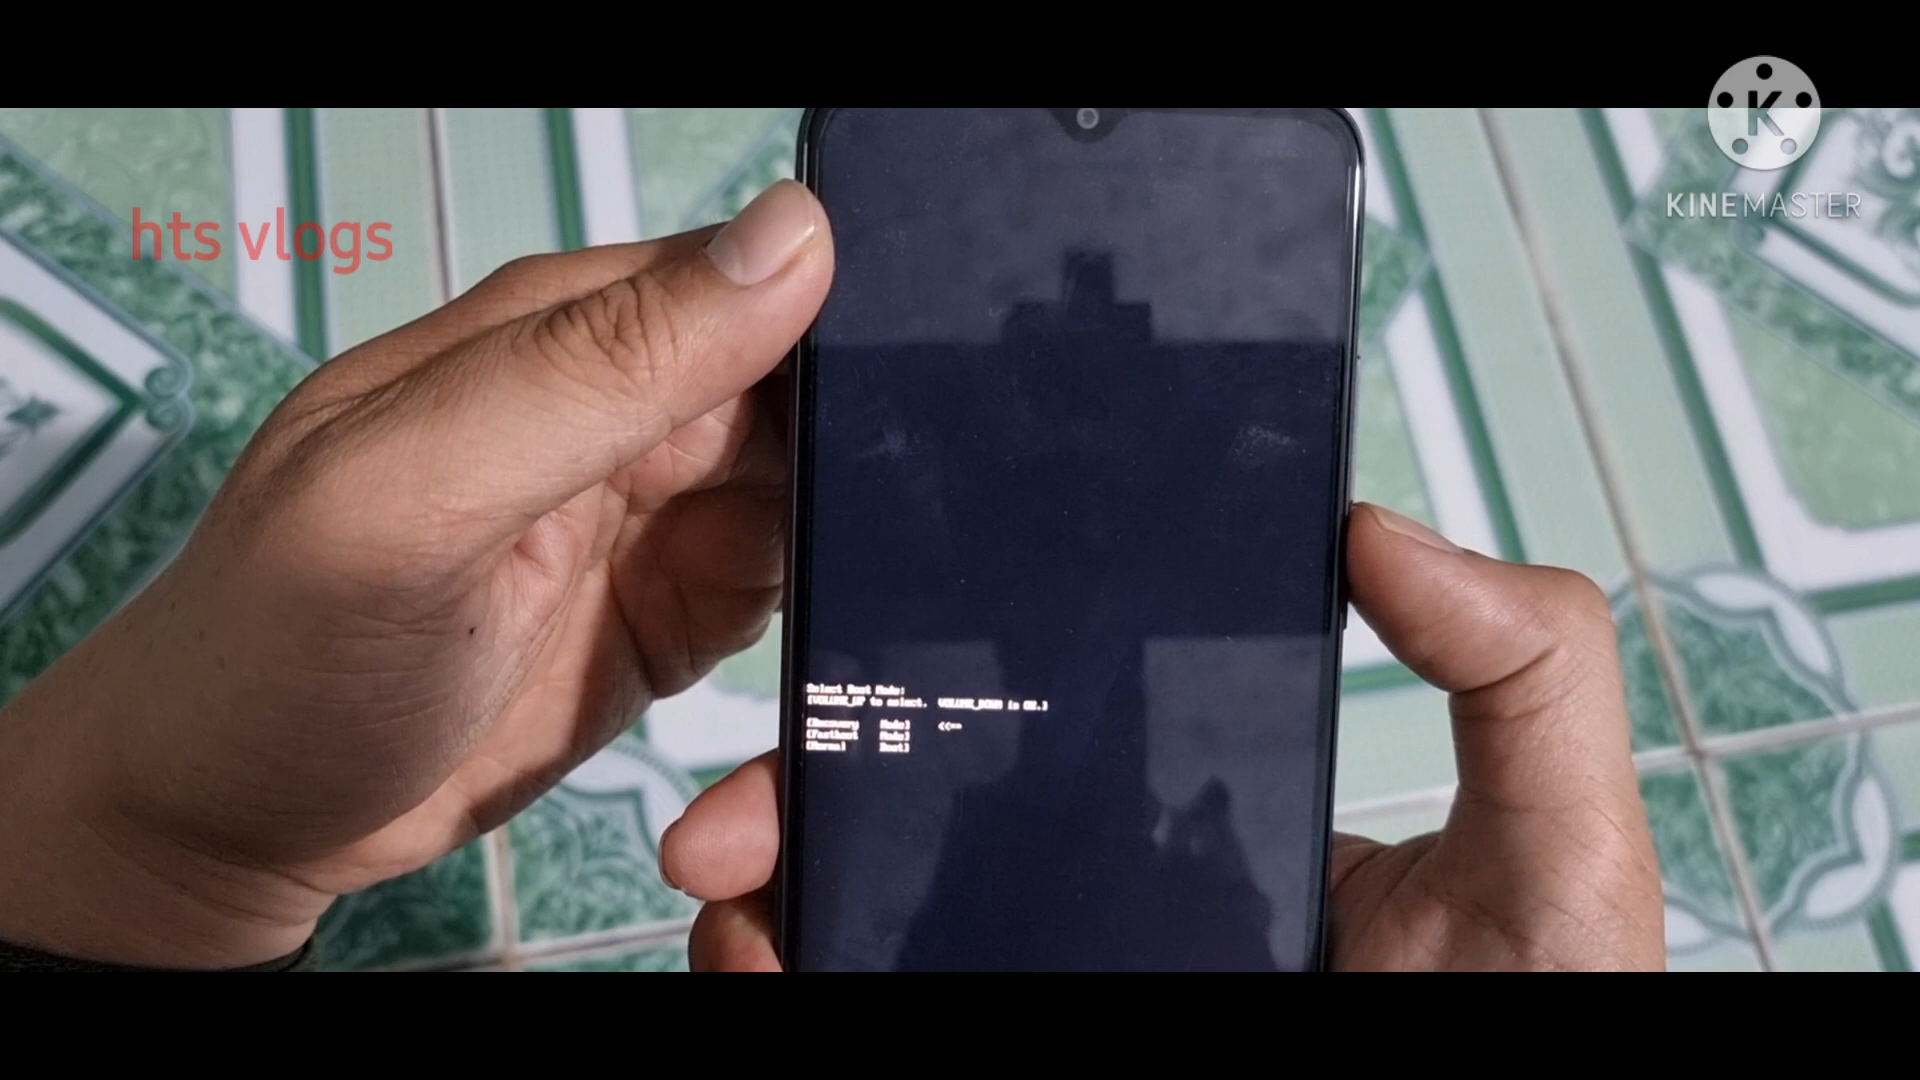 K
KINEMASTER
hts vlogs
Select Boot Mode:
[VOLUME_UP to select.  VOLUME_DOWN is OK.]
[Recovery    Mode]    <<==
[Fastboot    Mode]
[Normal      Boot]